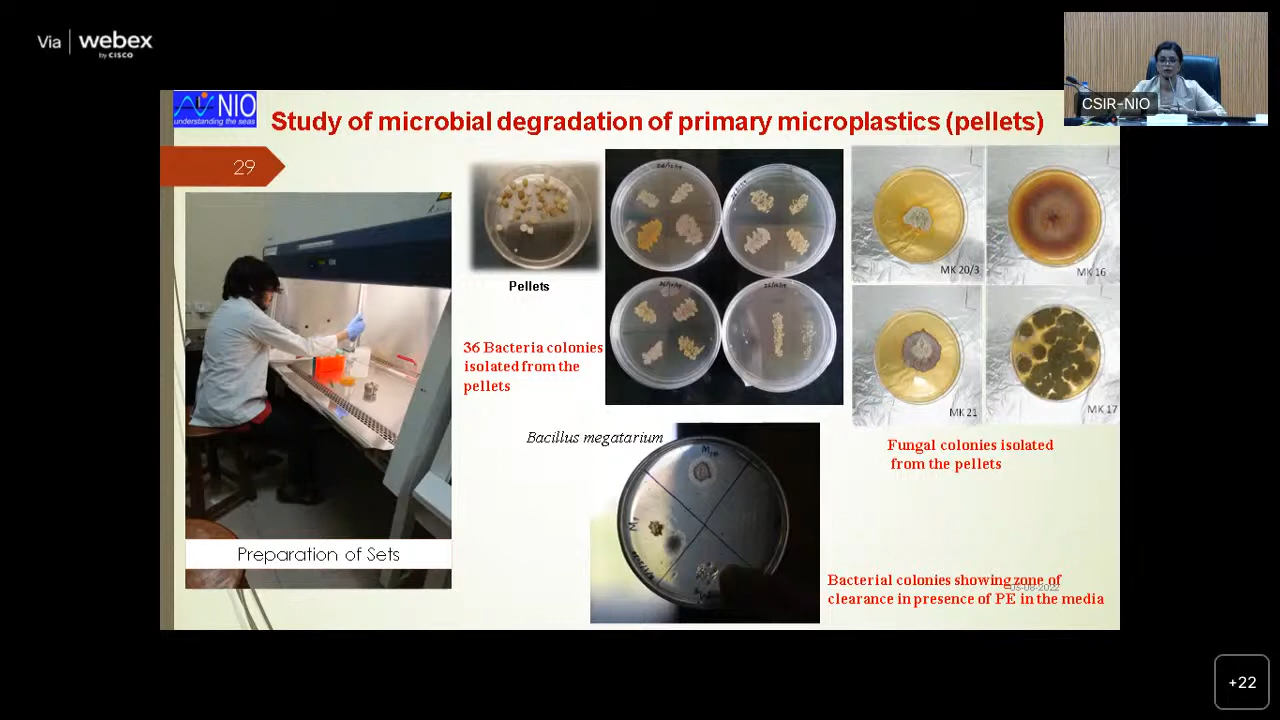 Via | webex
by CISCO
CSIR-NIO
NIO
understanding the seas
Study of microbial degradation of primary microplastics (pellets)
29
Pellets
36 Bacteria colonies
isolated from the
pellets
MK 20/3
MK 16
MK 21
MK 17
Fungal colonies isolated
from the pellets
Bacillus megatarium
Preparation of Sets
Bacterial colonies showing zone of
clearance in presence of PE in the media
05-06-2022
+22